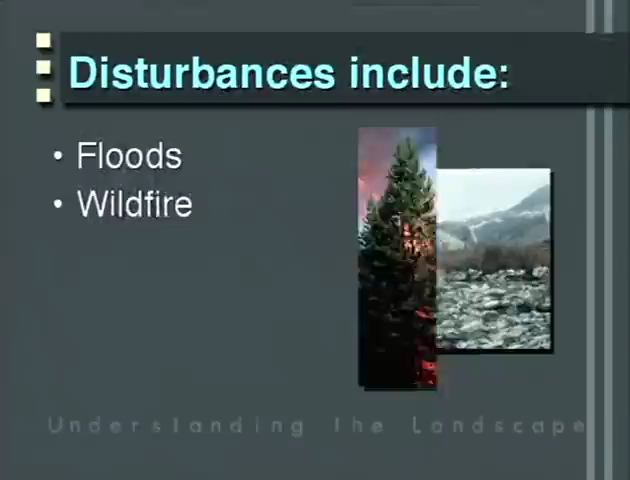 Disturbances include:
• Floods
• Wildfire
Understanding the Landscape